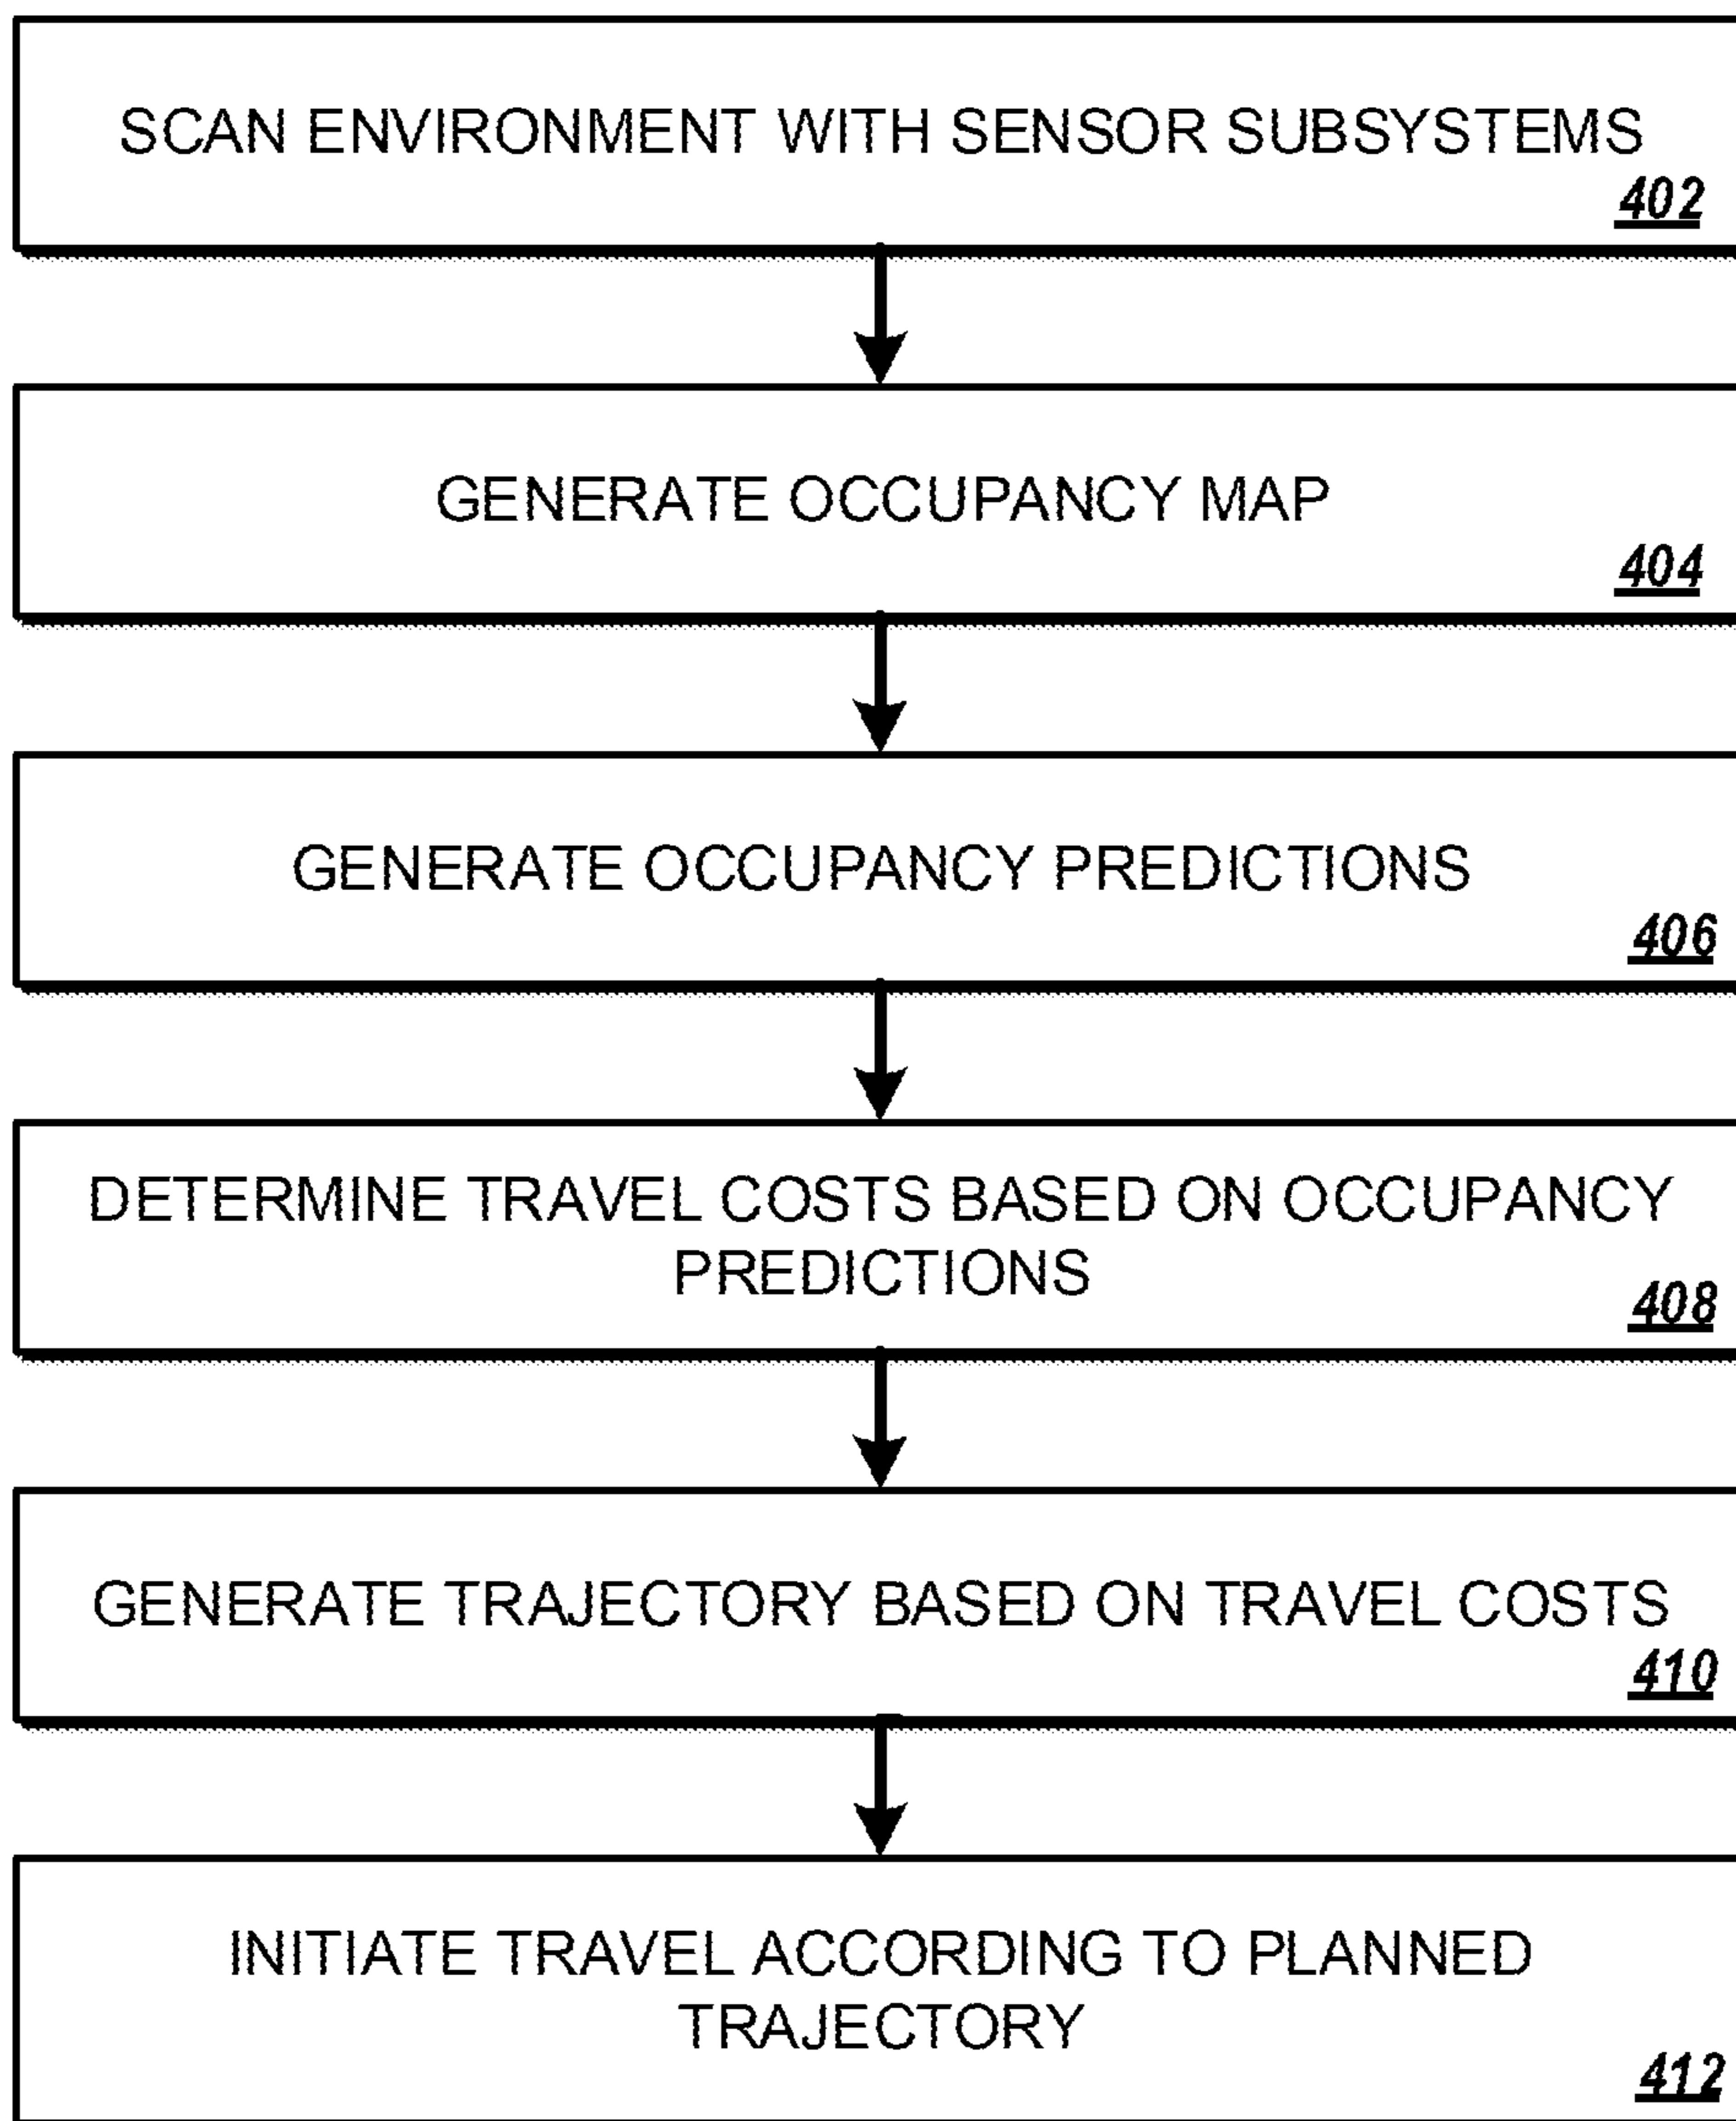 SCAN ENVIRONMENT WITH SENSOR SUBSYSTEMS
402
GENERATE OCCUPANCY MAP
404
GENERATE OCCUPANCY PREDICTIONS
406
DETERMINE TRAVEL COSTS BASED ON OCCUPANCY
PREDICTIONS
408
GENERATE TRAJECTORY BASED ON TRAVEL COSTS
410
INITIATE TRAVEL ACCORDING TO PLANNED
TRAJECTORY
412